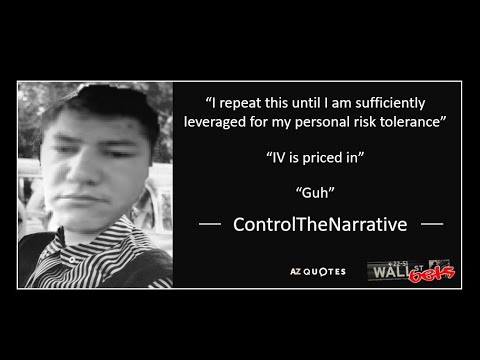 “I repeat this until I am sufficiently
leveraged for my personal risk tolerance”
“IV is priced in”
“Guh”
ControlTheNarrative
AZ QUOTES
WALL ST
bets